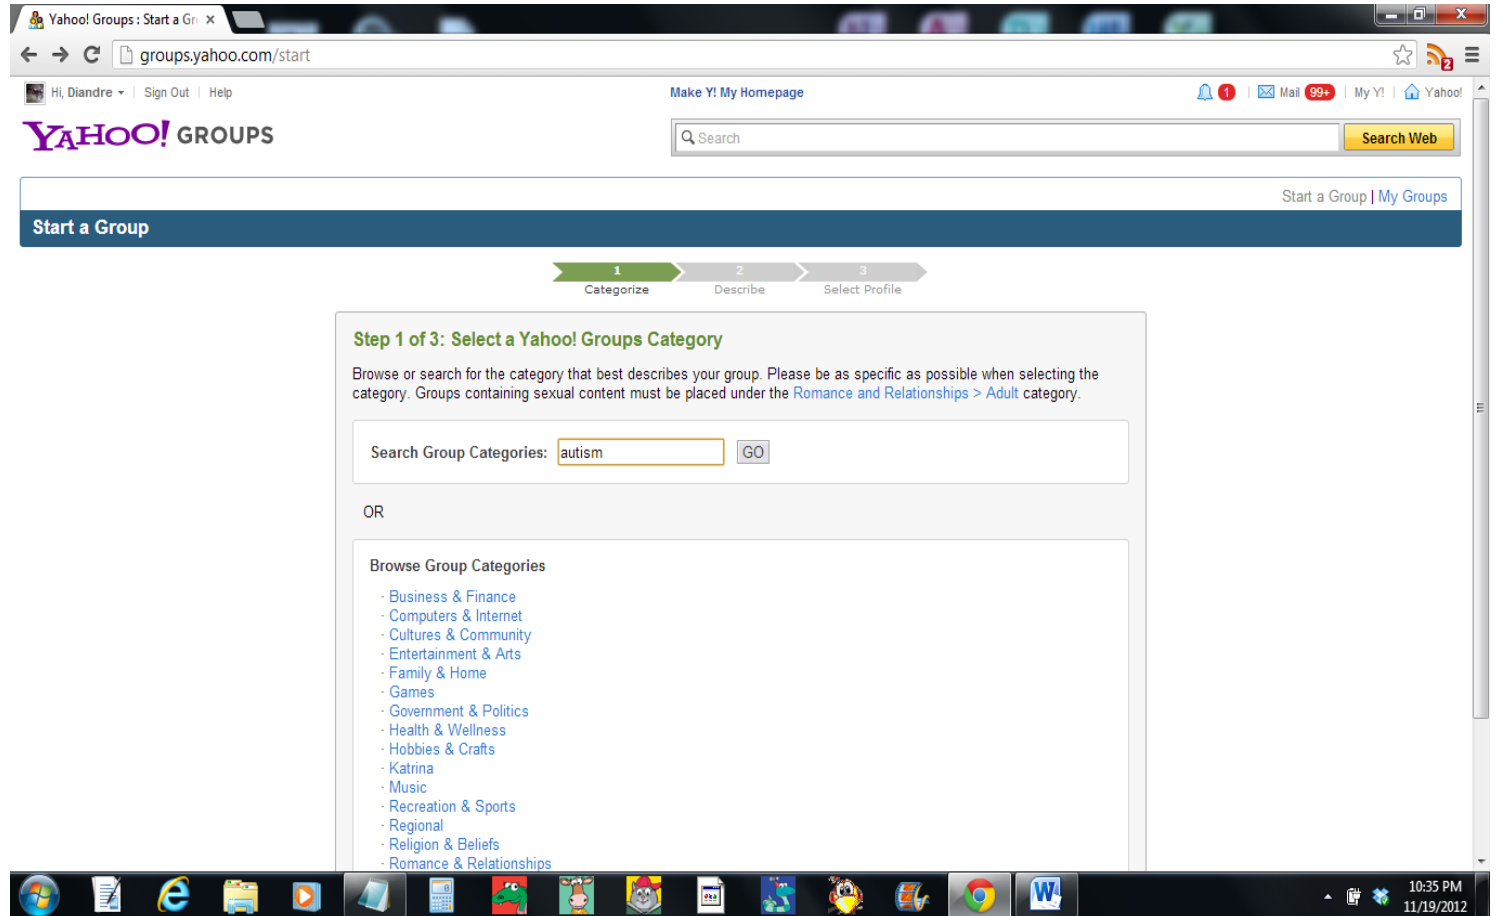 Yahoo! Groups : Start a Gr
groups.yahoo.com/start
2
Hi, Diandre | Sign Out | Help
Make Y! My Homepage
1 | Mail 99+ | My Y! | Yahoo!
YAHOO! GROUPS
Search
Search Web
Start a Group | My Groups
Start a Group
1 2 3
Categorize Describe Select Profile
Step 1 of 3: Select a Yahoo! Groups Category
Browse or search for the category that best describes your group. Please be as specific as possible when selecting the
category. Groups containing sexual content must be placed under the Romance and Relationships > Adult category.
Search Group Categories: autism GO
OR
Browse Group Categories
· Business & Finance
· Computers & Internet
· Cultures & Community
· Entertainment & Arts
· Family & Home
· Games
· Government & Politics
· Health & Wellness
· Hobbies & Crafts
· Katrina
· Music
· Recreation & Sports
· Regional
· Religion & Beliefs
· Romance & Relationships
W
10:35 PM
11/19/2012